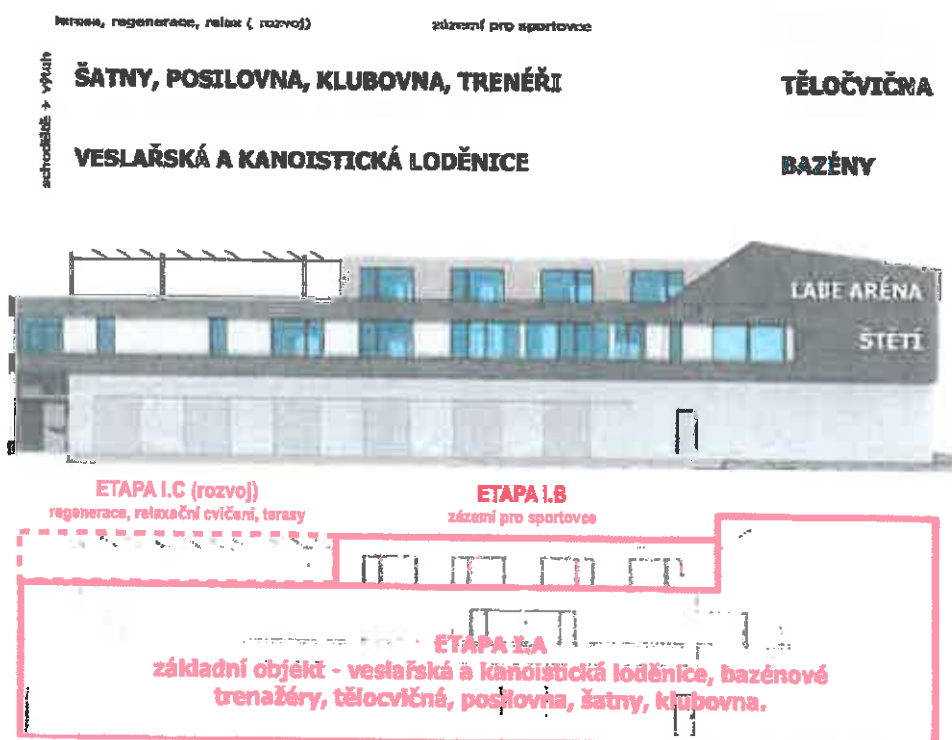 terasa, regenerace, relax ( rozvoj)
zázemí pro sportovce
schodiště + výtah
ŠATNY, POSILOVNA, KLUBOVNA, TRENÉŘI
TĚLOČVIČNA
VESLAŘSKÁ A KANOISTICKÁ LODĚNICE
BAZÉNY
LABE ARÉNA
ŠTĚTÍ
ETAPA I.C (rozvoj)
regenerace, relaxační cvičení, terasy
ETAPA I.B
zázemí pro sportovce
ETAPA I.A
základní objekt - veslařská a kanoistická loděnice, bazénové
trenažéry, tělocvičná, posilovna, šatny, klubovna.